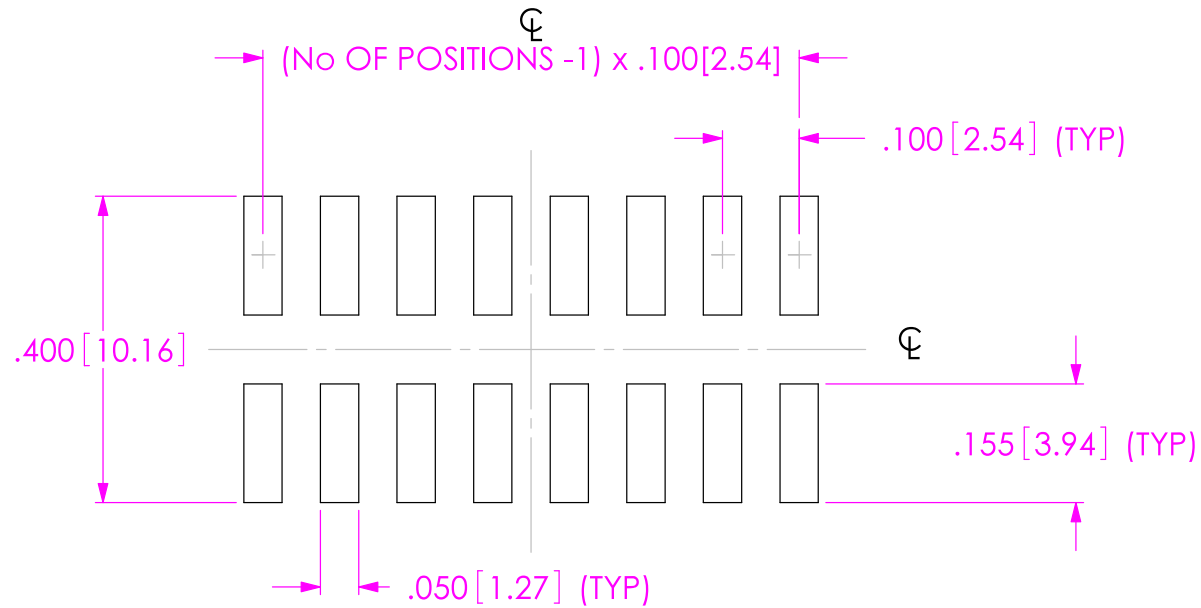 ℄
(No OF POSITIONS -1) x .100[2.54]
.100[2.54] (TYP)
.400[10.16]
℄
.155[3.94] (TYP)
.050[1.27] (TYP)